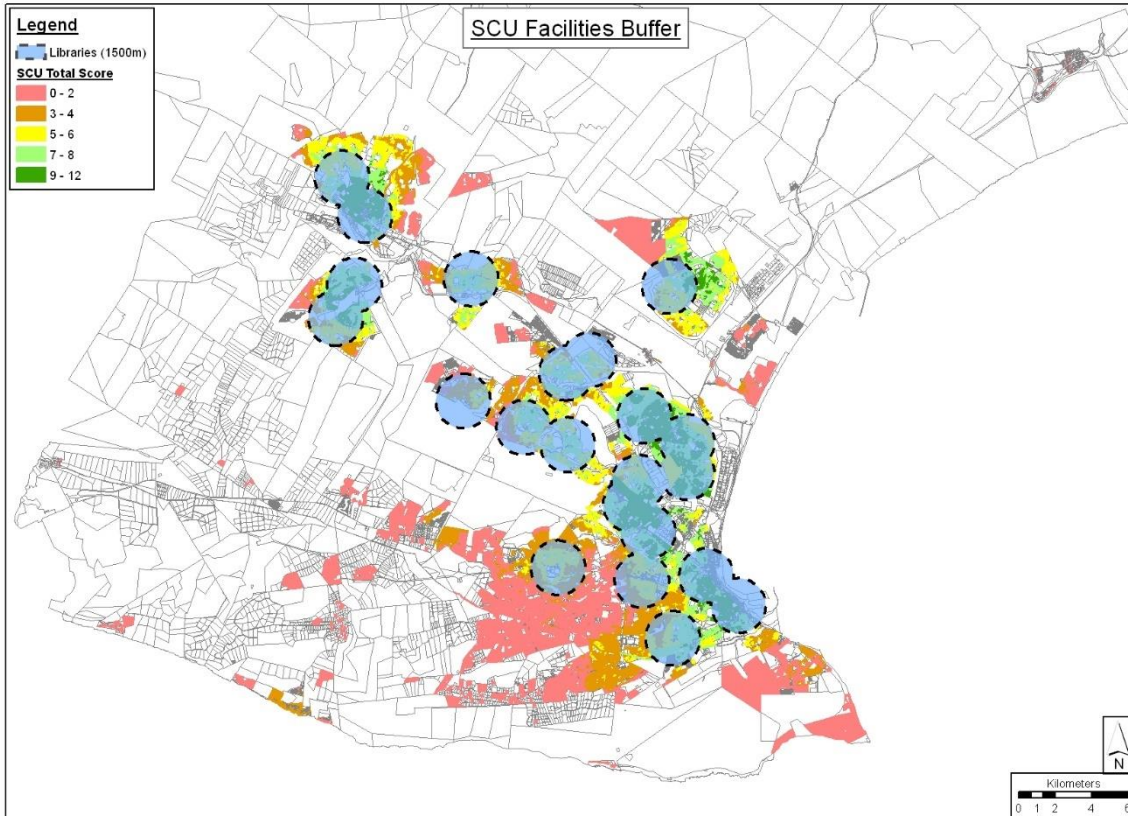 SCU Facilities Buffer
Legend
Libraries (1500m)
SCU Total Score
0 - 2
3 - 4
5 - 6
7 - 8
9 - 12
N
Kilometers
0 1 2 4 6